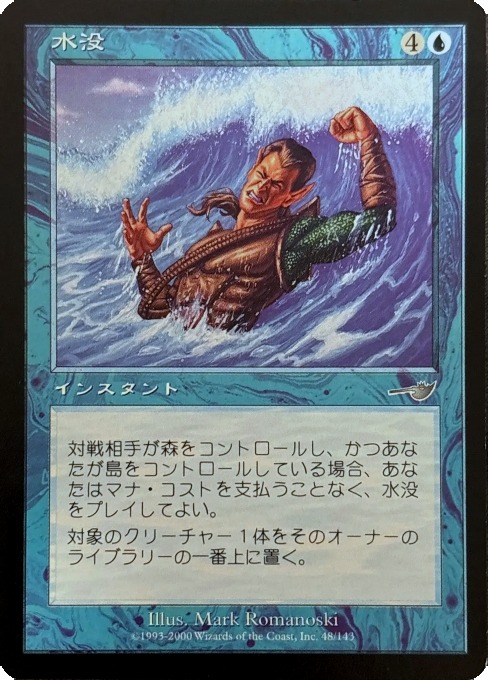 水没 4
インスタント
対戦相手が森をコントロールし、かつあな
たが島をコントロールしている場合、あな
たはマナ・コストを支払うことなく、水没
をプレイしてよい。
対象のクリーチャー１体をそのオーナーの
ライブラリーの一番上に置く。
Illus. Mark Romanoski
©1993-2000 Wizards of the Coast, Inc. 48/143